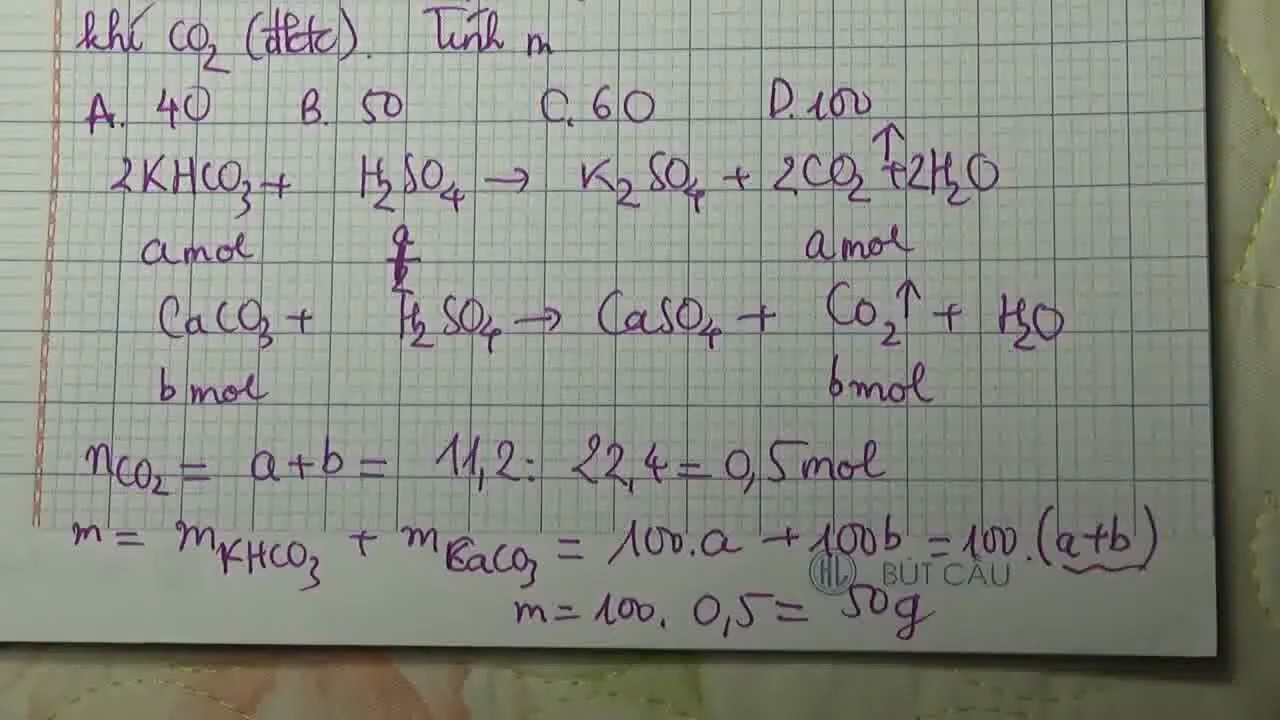 khí CO₂ (đktc). Tính m
A. 40 B. 50 C. 60 D. 100
2KHCO₃ + H₂SO₄ → K₂SO₄ + 2CO₂↑ + 2H₂O
a mol a/2 a mol
CaCO₃ + H₂SO₄ → CaSO₄ + CO₂↑ + H₂O
b mol b mol
nCO₂ = a + b = 11,2 : 22,4 = 0,5 mol
m = mKHCO₃ + mCaCO₃ = 100.a + 100b = 100.(a+b)
HL BÚT CÂU
m = 100. 0,5 = 50g